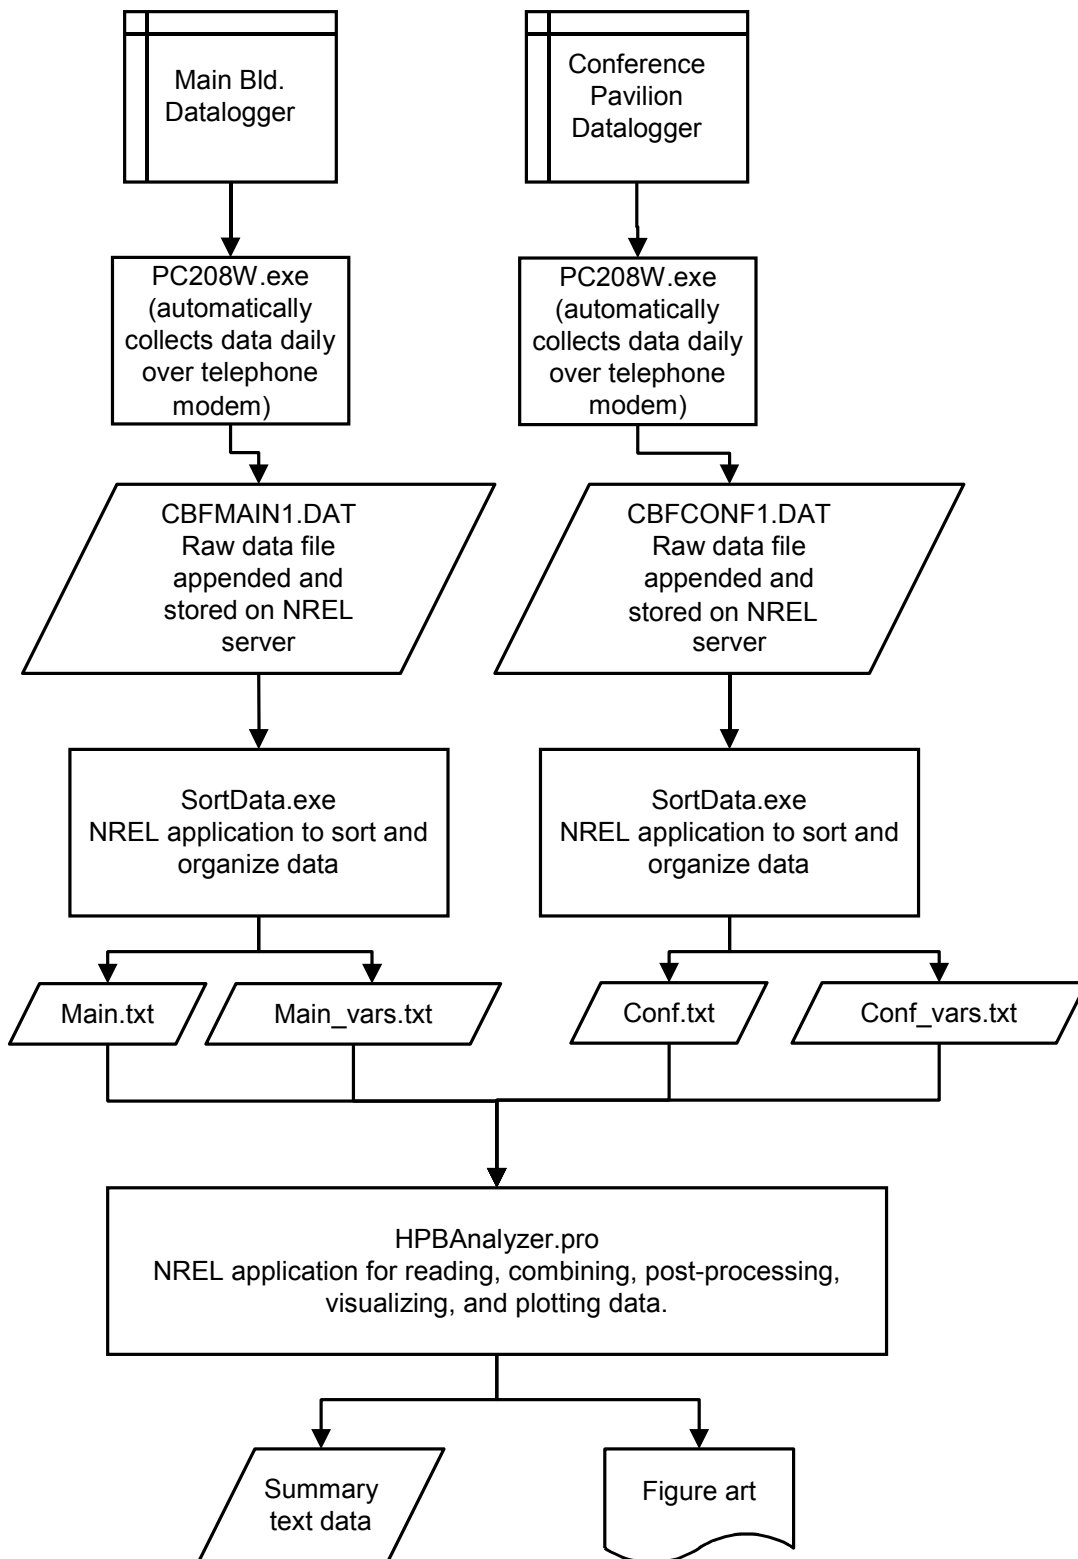 Main Bld.
Datalogger
Conference
Pavilion
Datalogger
PC208W.exe
(automatically
collects data daily
over telephone
modem)
PC208W.exe
(automatically
collects data daily
over telephone
modem)
CBFMAIN1.DAT
Raw data file
appended and
stored on NREL
server
CBFCONF1.DAT
Raw data file
appended and
stored on NREL
server
SortData.exe
NREL application to sort and
organize data
SortData.exe
NREL application to sort and
organize data
Main.txt
Main_vars.txt
Conf.txt
Conf_vars.txt
HPBAnalyzer.pro
NREL application for reading, combining, post-processing,
visualizing, and plotting data.
Summary
text data
Figure art